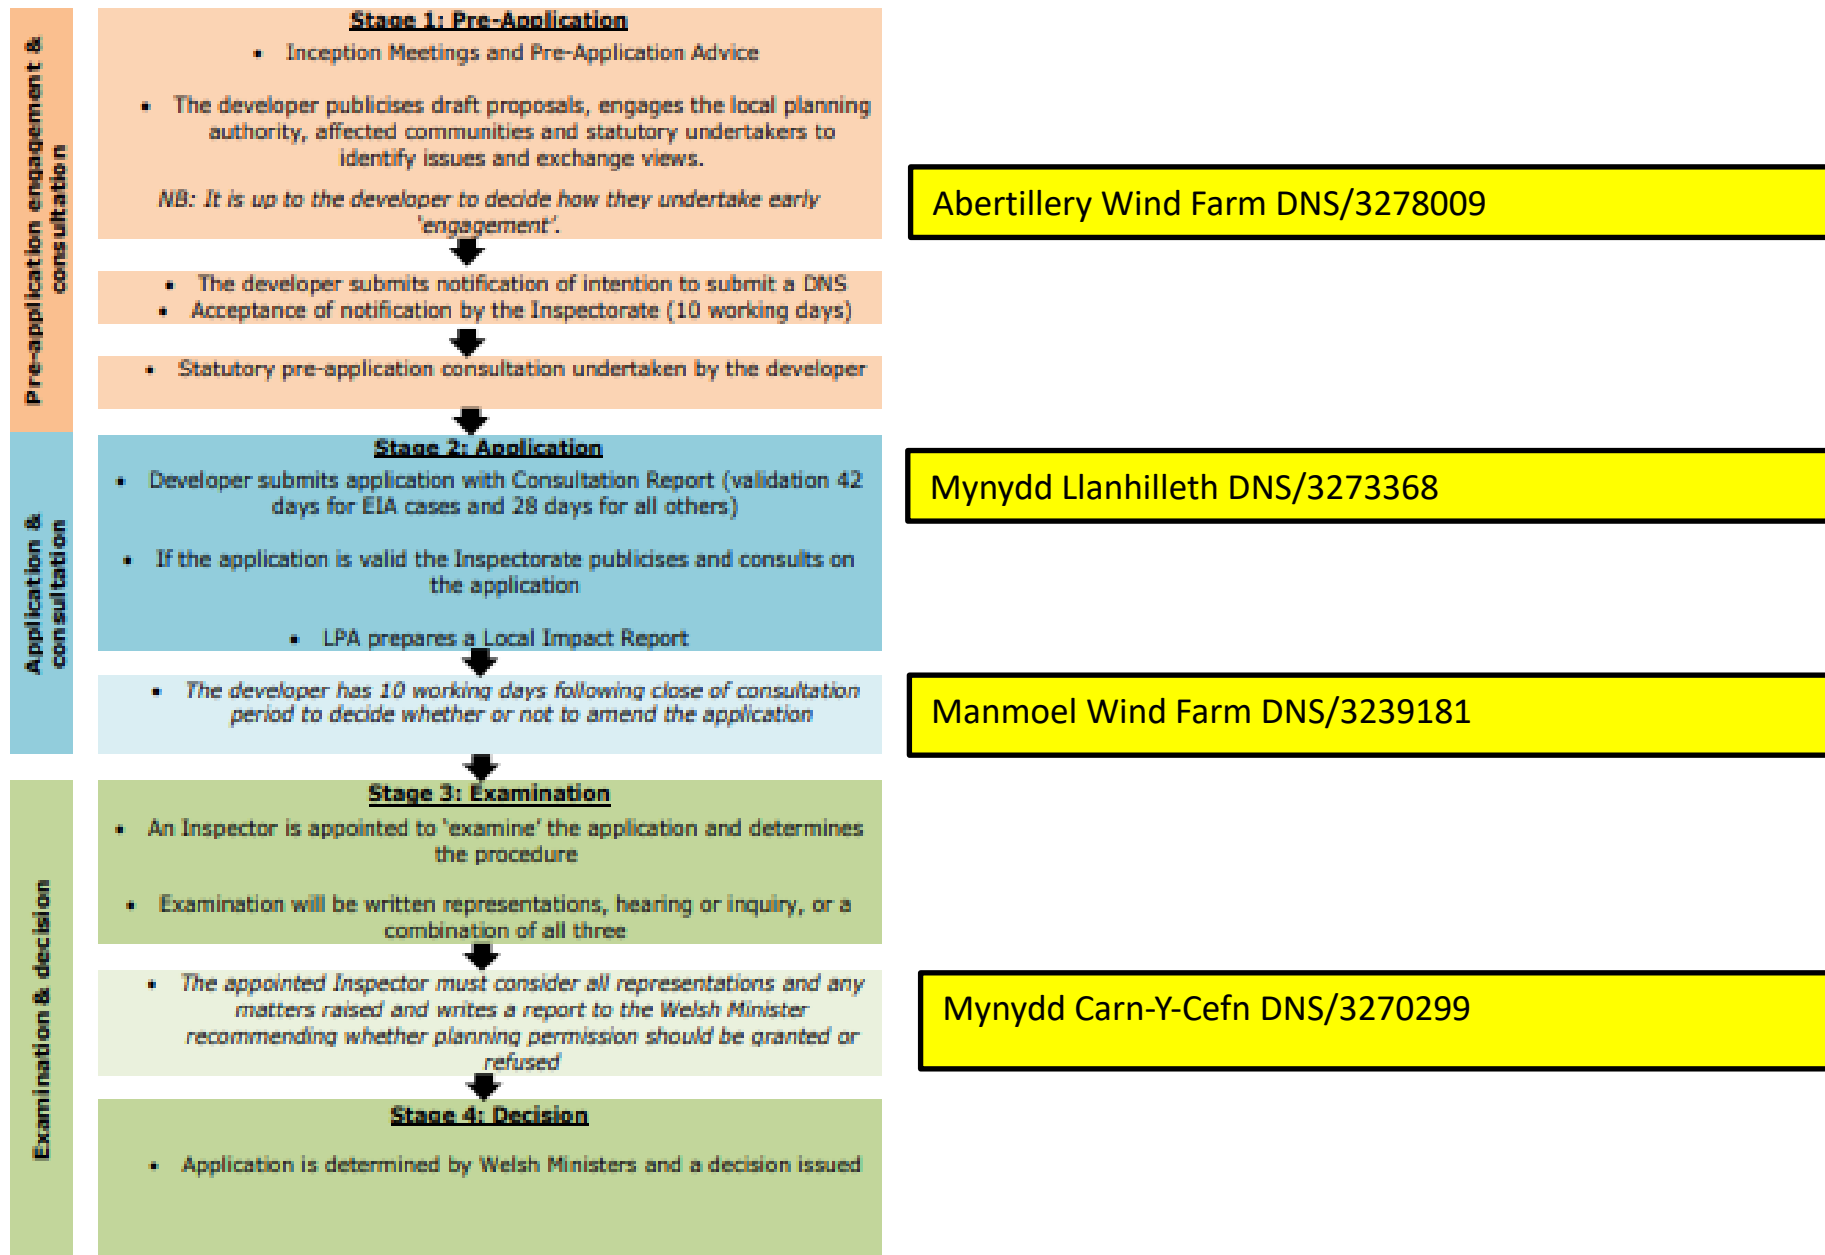 Pre-application engagement &
consultation
Stage 1: Pre-Application
• Inception Meetings and Pre-Application Advice
• The developer publicises draft proposals, engages the local planning
authority, affected communities and statutory undertakers to
identify issues and exchange views.
NB: It is up to the developer to decide how they undertake early
'engagement'.
Abertillery Wind Farm DNS/3278009
• The developer submits notification of intention to submit a DNS
• Acceptance of notification by the Inspectorate (10 working days)
• Statutory pre-application consultation undertaken by the developer
Application &
consultation
Stage 2: Application
• Developer submits application with Consultation Report (validation 42
days for EIA cases and 28 days for all others)
Mynydd Llanhilleth DNS/3273368
• If the application is valid the Inspectorate publicises and consults on
the application
• LPA prepares a Local Impact Report
• The developer has 10 working days following close of consultation
period to decide whether or not to amend the application
Manmoel Wind Farm DNS/3239181
Examination & decision
Stage 3: Examination
• An Inspector is appointed to 'examine' the application and determines
the procedure
• Examination will be written representations, hearing or inquiry, or a
combination of all three
• The appointed Inspector must consider all representations and any
matters raised and writes a report to the Welsh Minister
recommending whether planning permission should be granted or
refused
Mynydd Carn-Y-Cefn DNS/3270299
Stage 4: Decision
• Application is determined by Welsh Ministers and a decision issued